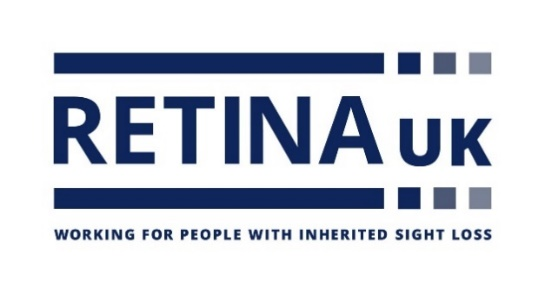 RETINA UK
WORKING FOR PEOPLE WITH INHERITED SIGHT LOSS